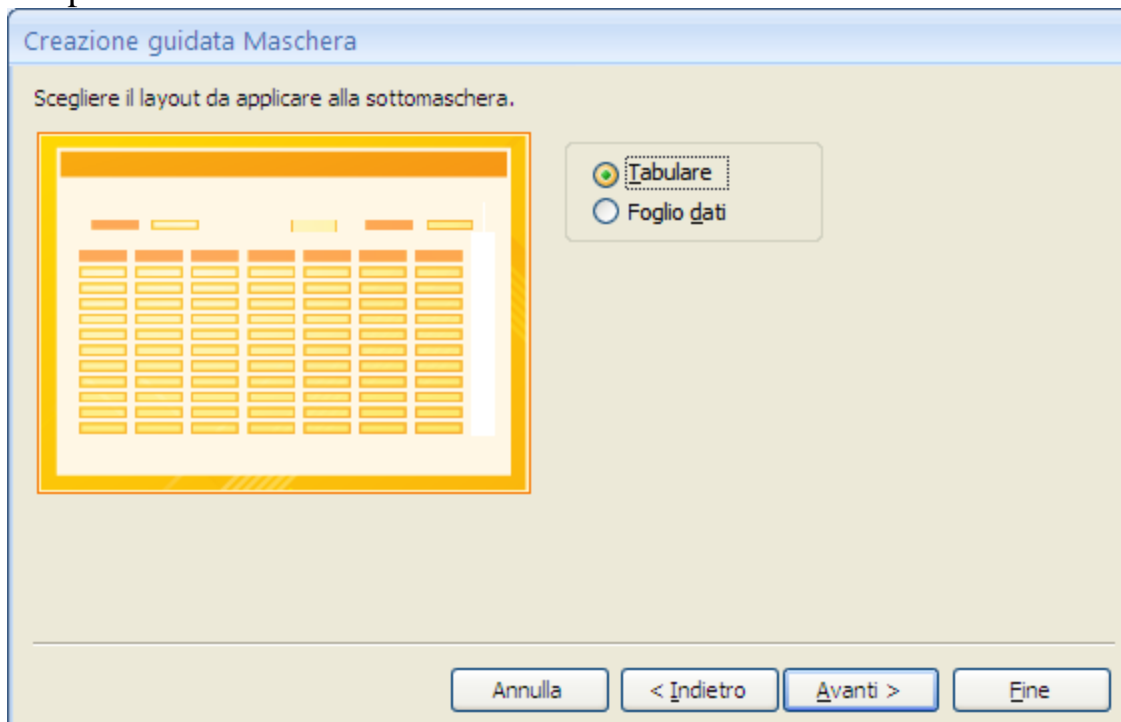 Creazione guidata Maschera
Scegliere il layout da applicare alla sottomaschera.
Tabulare
Foglio dati
Annulla
< Indietro
Avanti >
Fine